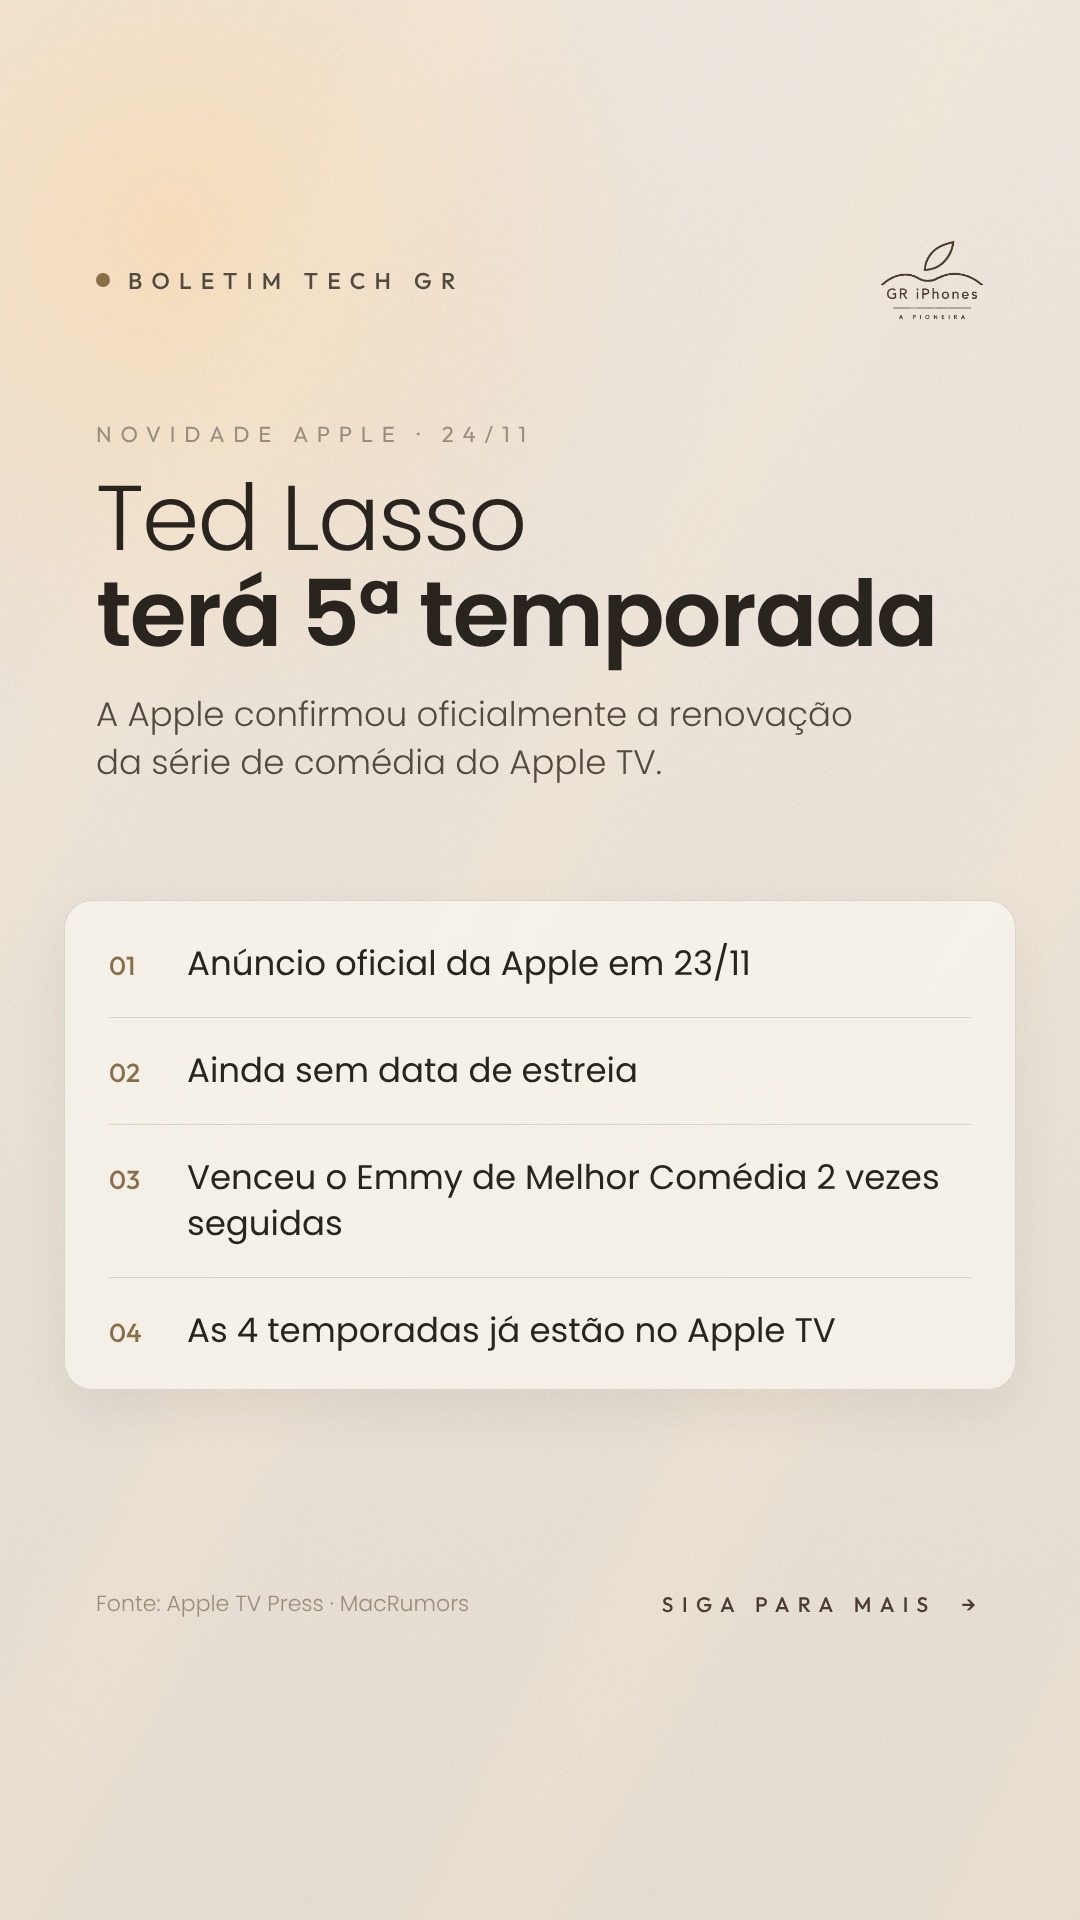 BOLETIM TECH GR
GR iPhones
A PIONEIRA
NOVIDADE APPLE · 24/11
Ted Lasso
terá 5ª temporada
A Apple confirmou oficialmente a renovação
da série de comédia do Apple TV.
01 Anúncio oficial da Apple em 23/11
02 Ainda sem data de estreia
03 Venceu o Emmy de Melhor Comédia 2 vezes
seguidas
04 As 4 temporadas já estão no Apple TV
Fonte: Apple TV Press · MacRumors
SIGA PARA MAIS →